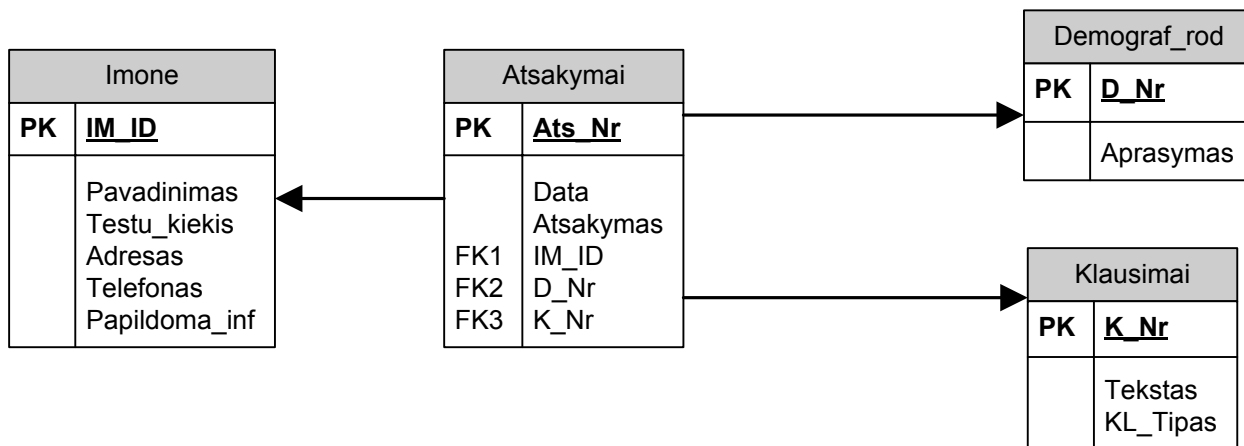 Imone
PK IM_ID
Pavadinimas
Testu_kiekis
Adresas
Telefonas
Papildoma_inf
Atsakymai
PK Ats_Nr
Data
Atsakymas
FK1 IM_ID
FK2 D_Nr
FK3 K_Nr
Demograf_rod
PK D_Nr
Aprasymas
Klausimai
PK K_Nr
Tekstas
KL_Tipas